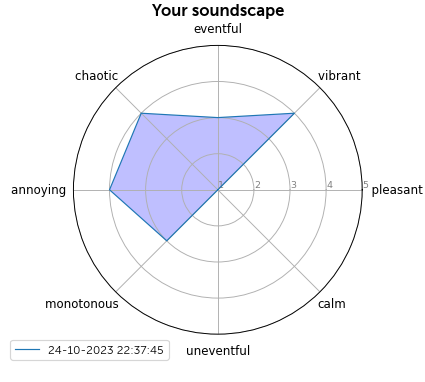 Your soundscape
eventful
chaotic
vibrant
annoying
1 2 3 4 5
pleasant
monotonous
calm
uneventful
24-10-2023 22:37:45